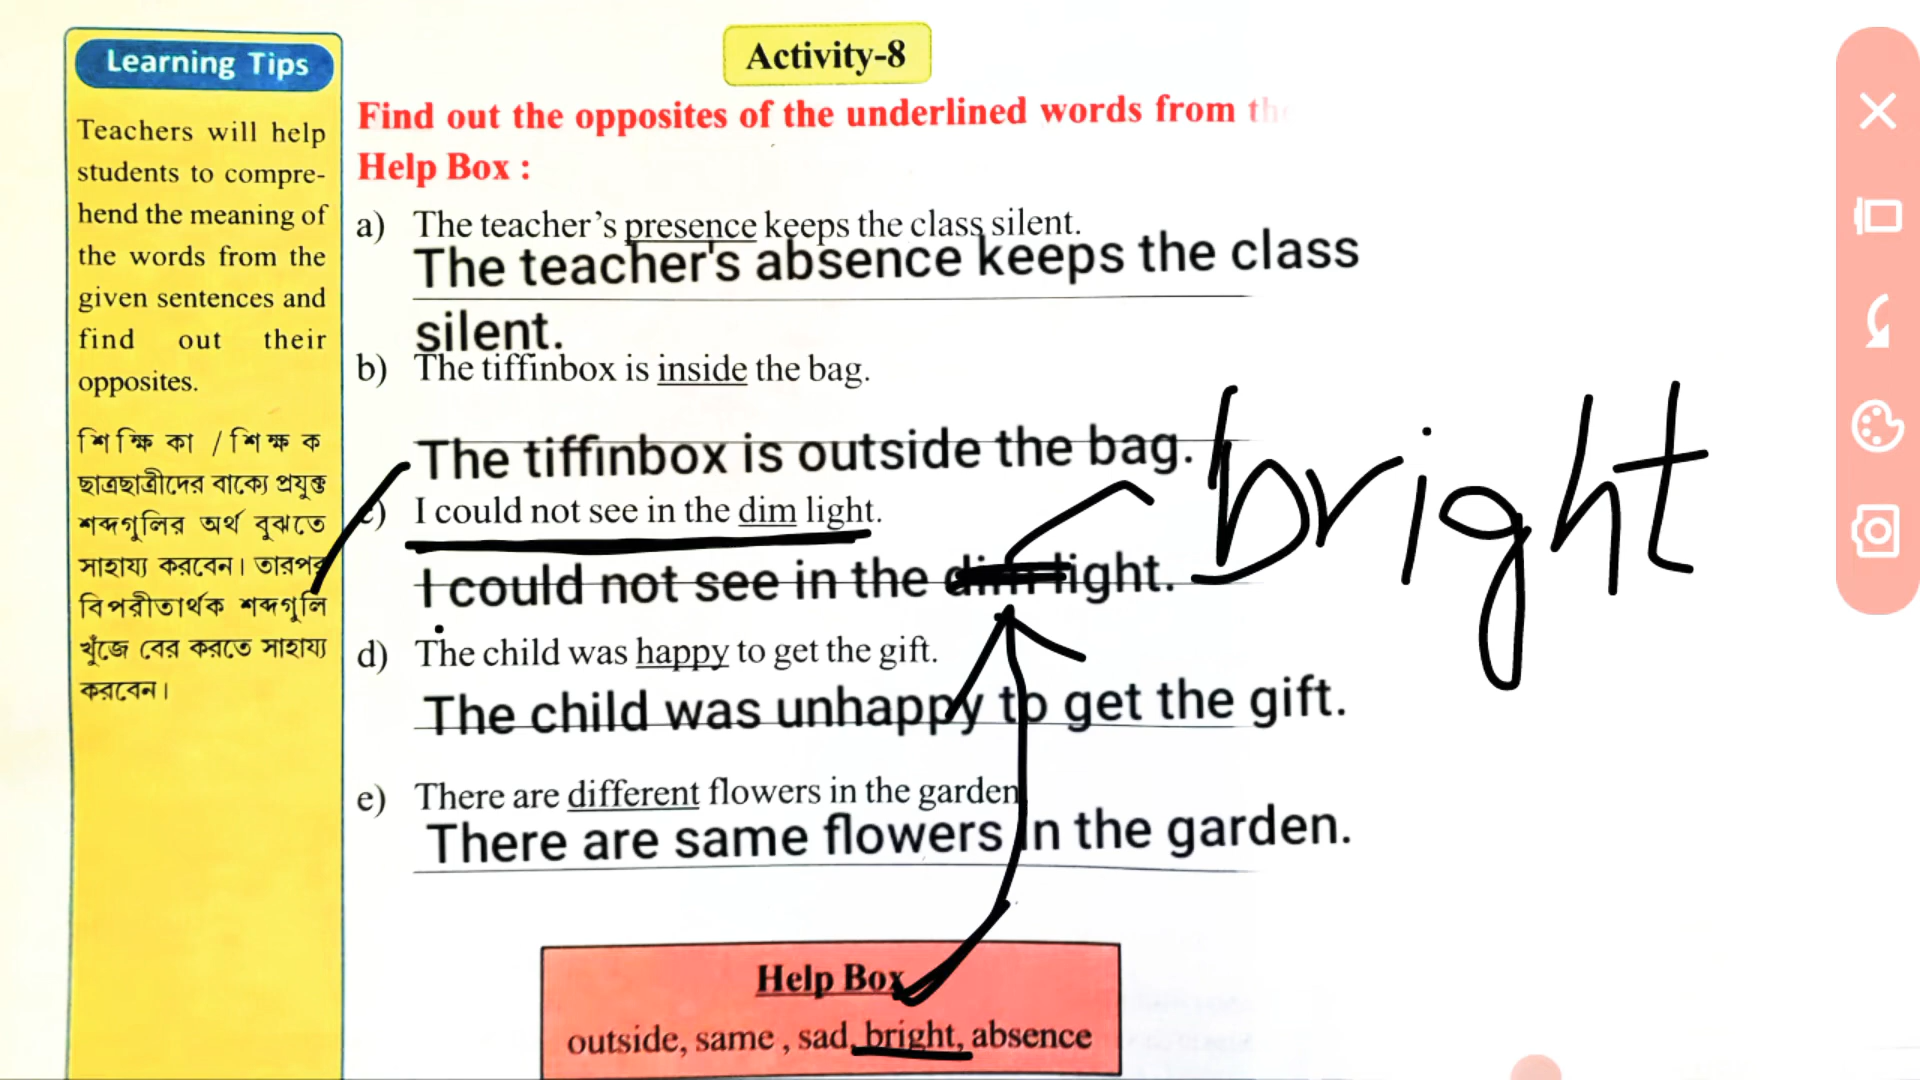 Learning Tips
Teachers will help
students to compre-
hend the meaning of
the words from the
given sentences and
find out their
opposites.
শিক্ষিকা / শিক্ষক
ছাত্রছাত্রীদের বাক্যে প্রযুক্ত
শব্দগুলির অর্থ বুঝতে
সাহায্য করবেন। তারপর
বিপরীতার্থক শব্দগুলি
খুঁজে বের করতে সাহায্য
করবেন।
Activity-8
Find out the opposites of the underlined words from the
Help Box :
a) The teacher's presence keeps the class silent.
The teacher's absence keeps the class
silent.
b) The tiffinbox is inside the bag.
The tiffinbox is outside the bag.
c) I could not see in the dim light.
I could not see in the dim light.
bright
d) The child was happy to get the gift.
The child was unhappy to get the gift.
e) There are different flowers in the garden
There are same flowers in the garden.
Help Box
outside, same , sad, bright, absence